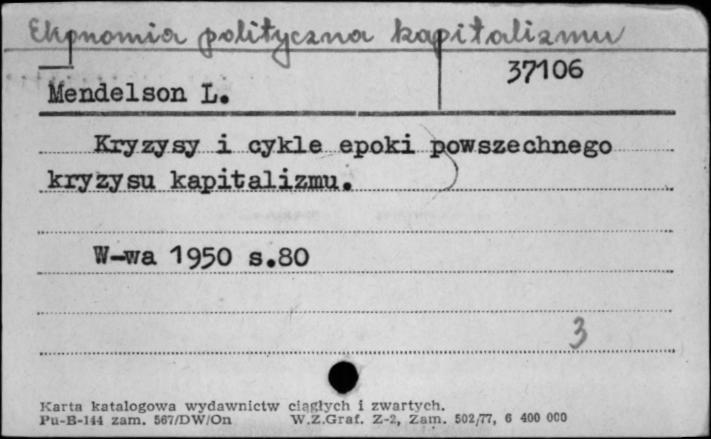 Ekonomia polityczna kapitalizmu
37106
Mendelson L.
Kryzysy i cykle epoki powszechnego
kryzysu kapitalizmu.
W-wa 1950 s.80
3
Karta katalogowa wydawnictw ciągłych i zwartych.
Pu-B-144 zam. 567/DW/On W.Z.Graf. Z-2, Zam. 502/77, 6 400 000